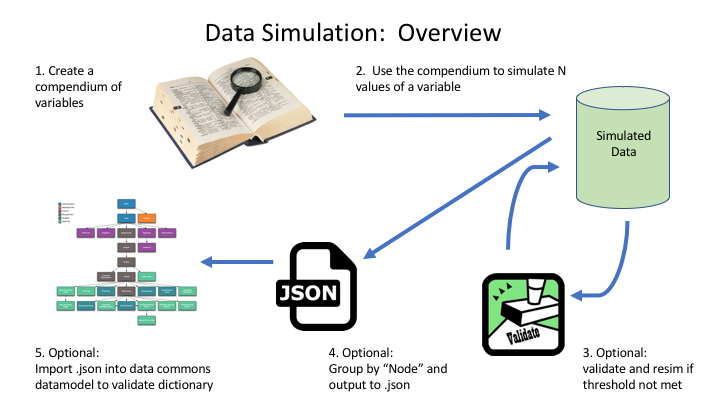 Data Simulation:  Overview
1. Create a
compendium of
variables
2.  Use the compendium to simulate N
values of a variable
Simulated
Data
JSON
Validate
5. Optional:
Import .json into data commons
datamodel to validate dictionary
4. Optional:
Group by “Node” and
output to .json
3. Optional:
validate and resim if
threshold not met